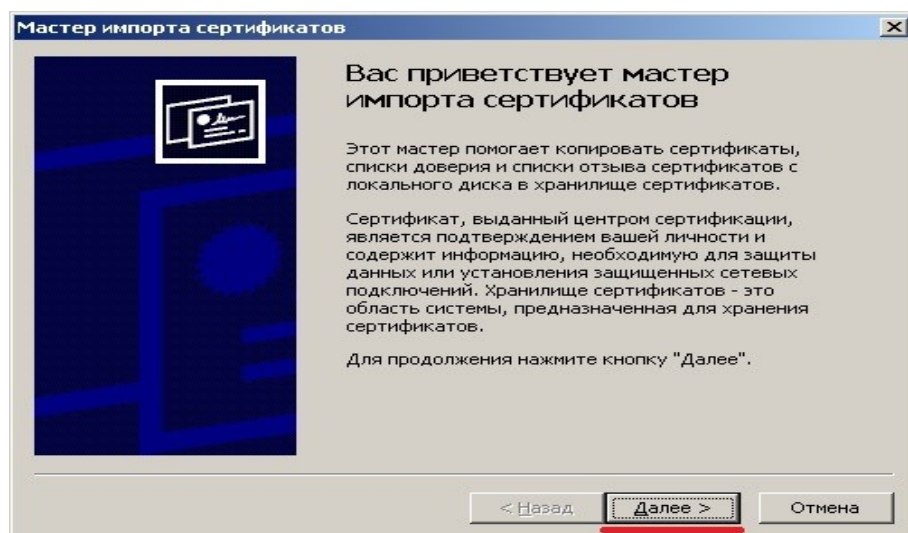 Мастер импорта сертификатов
Вас приветствует мастер
импорта сертификатов
Этот мастер помогает копировать сертификаты,
списки доверия и списки отзыва сертификатов с
локального диска в хранилище сертификатов.
Сертификат, выданный центром сертификации,
является подтверждением вашей личности и
содержит информацию, необходимую для защиты
данных или установления защищенных сетевых
подключений. Хранилище сертификатов - это
область системы, предназначенная для хранения
сертификатов.
Для продолжения нажмите кнопку "Далее".
< Назад
Далее >
Отмена